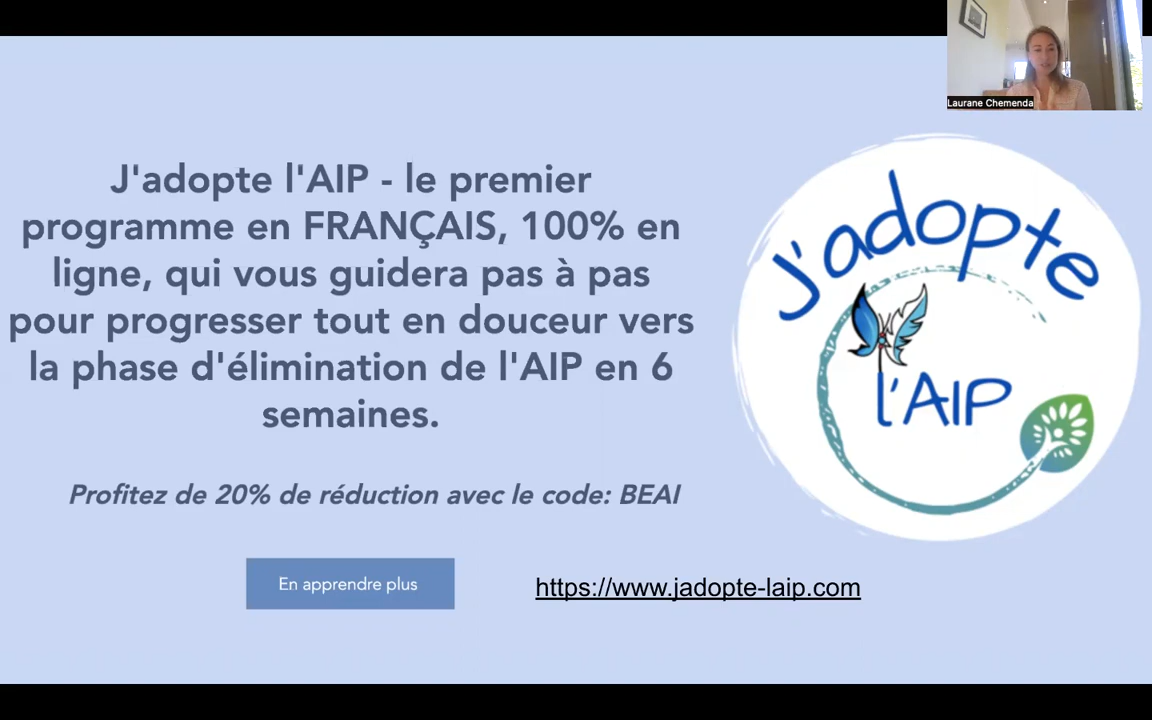 Laurane Chemenda
J'adopte l'AIP - le premier
programme en FRANÇAIS, 100% en
ligne, qui vous guidera pas à pas
pour progresser tout en douceur vers
la phase d'élimination de l'AIP en 6
semaines.
Profitez de 20% de réduction avec le code: BEAI
En apprendre plus
https://www.jadopte-laip.com
J'adopte
l'AIP